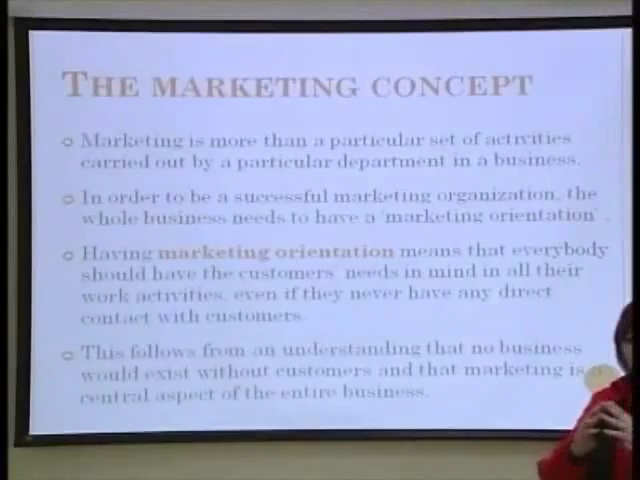 THE MARKETING CONCEPT
Marketing is more than a particular set of activities
carried out by a particular department in a business.
In order to be a successful marketing organization, the
whole business needs to have a 'marketing orientation'.
Having marketing orientation means that everybody
should have the customers' needs in mind in all their
work activities, even if they never have any direct
contact with customers.
This follows from an understanding that no business
would exist without customers and that marketing is a
central aspect of the entire business.